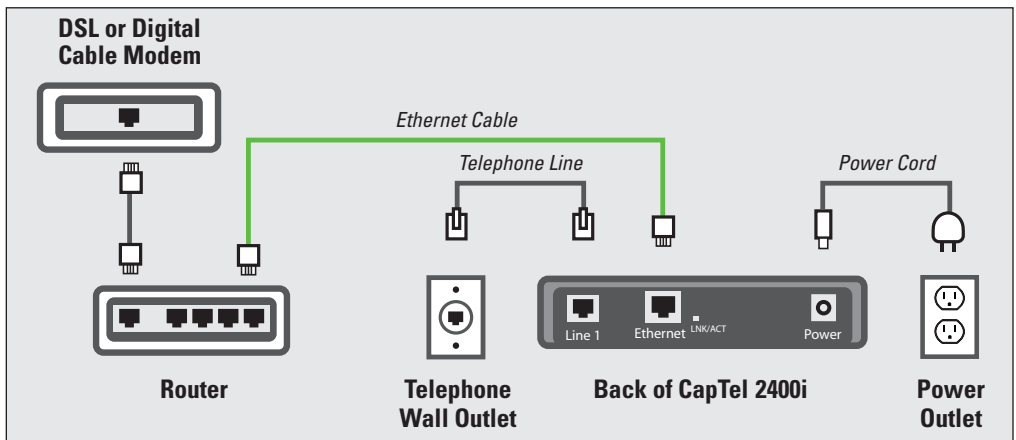 DSL or Digital
Cable Modem
Ethernet Cable
Telephone Line
Power Cord
Line 1
Ethernet
LNK/ACT
Power
Router
Telephone
Wall Outlet
Back of CapTel 2400i
Power
Outlet